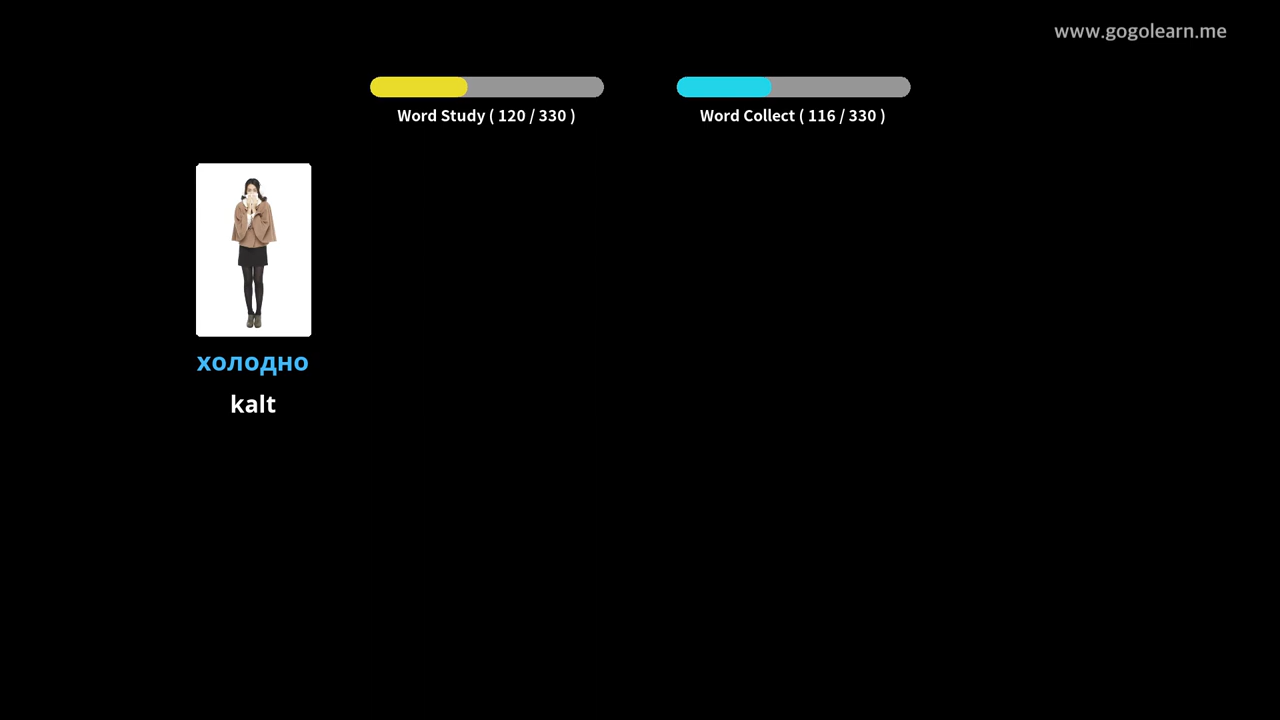 www.gogolearn.me
Word Study ( 120 / 330 )
Word Collect ( 116 / 330 )
холодно
kalt